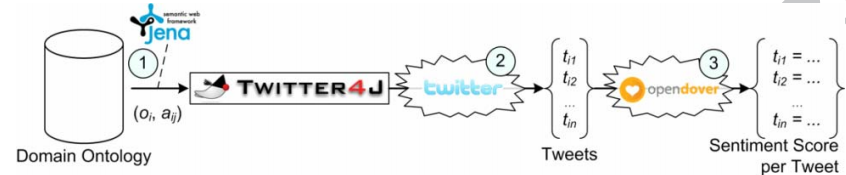 semantic web
framework
jena
1
(oi, aij)
Domain Ontology
TWITTER4J
2
twitter
ti1
ti2
...
tin
Tweets
3
opendover
ti1 = ...
ti2 = ...
...
tin = ...
Sentiment Score
per Tweet